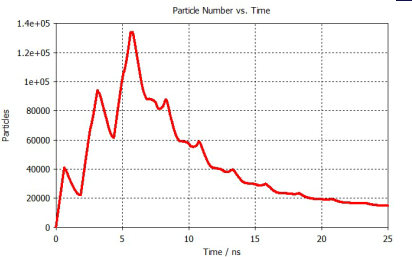 Particle Number vs. Time
1.4e+05
1.2e+05
1e+05
80000
60000
40000
20000
0
Particles
0 5 10 15 20 25
Time / ns